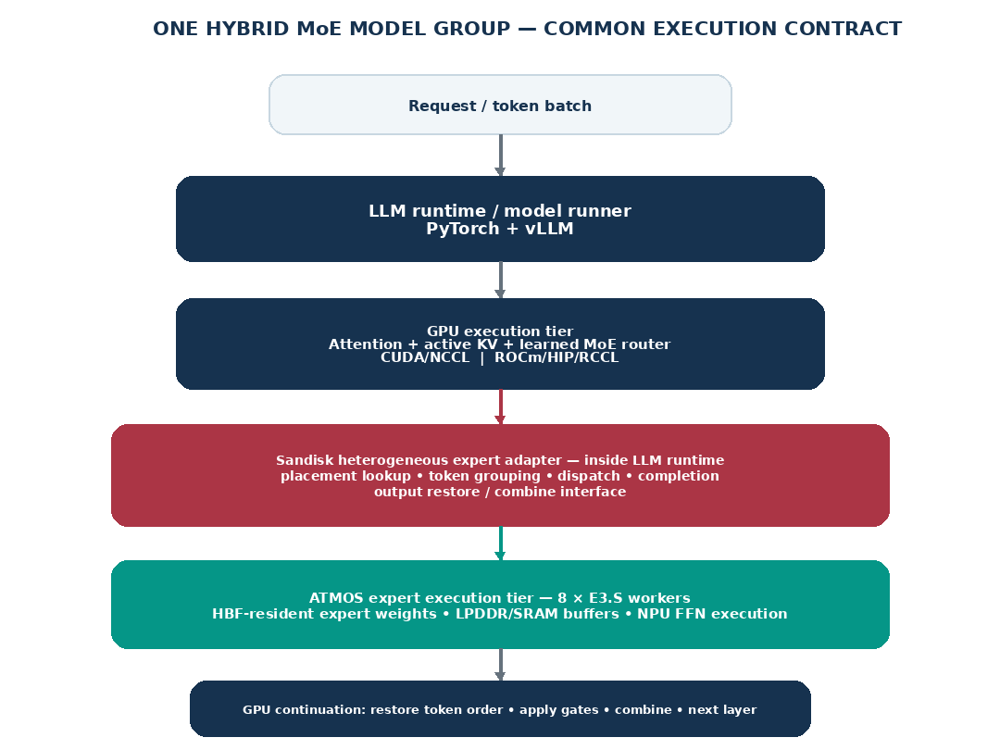 ONE HYBRID MoE MODEL GROUP — COMMON EXECUTION CONTRACT
Request / token batch
LLM runtime / model runner
PyTorch + vLLM
GPU execution tier
Attention + active KV + learned MoE router
CUDA/NCCL | ROCm/HIP/RCCL
Sandisk heterogeneous expert adapter — inside LLM runtime
placement lookup • token grouping • dispatch • completion
output restore / combine interface
ATMOS expert execution tier — 8 × E3.S workers
HBF-resident expert weights • LPDDR/SRAM buffers • NPU FFN execution
GPU continuation: restore token order • apply gates • combine • next layer